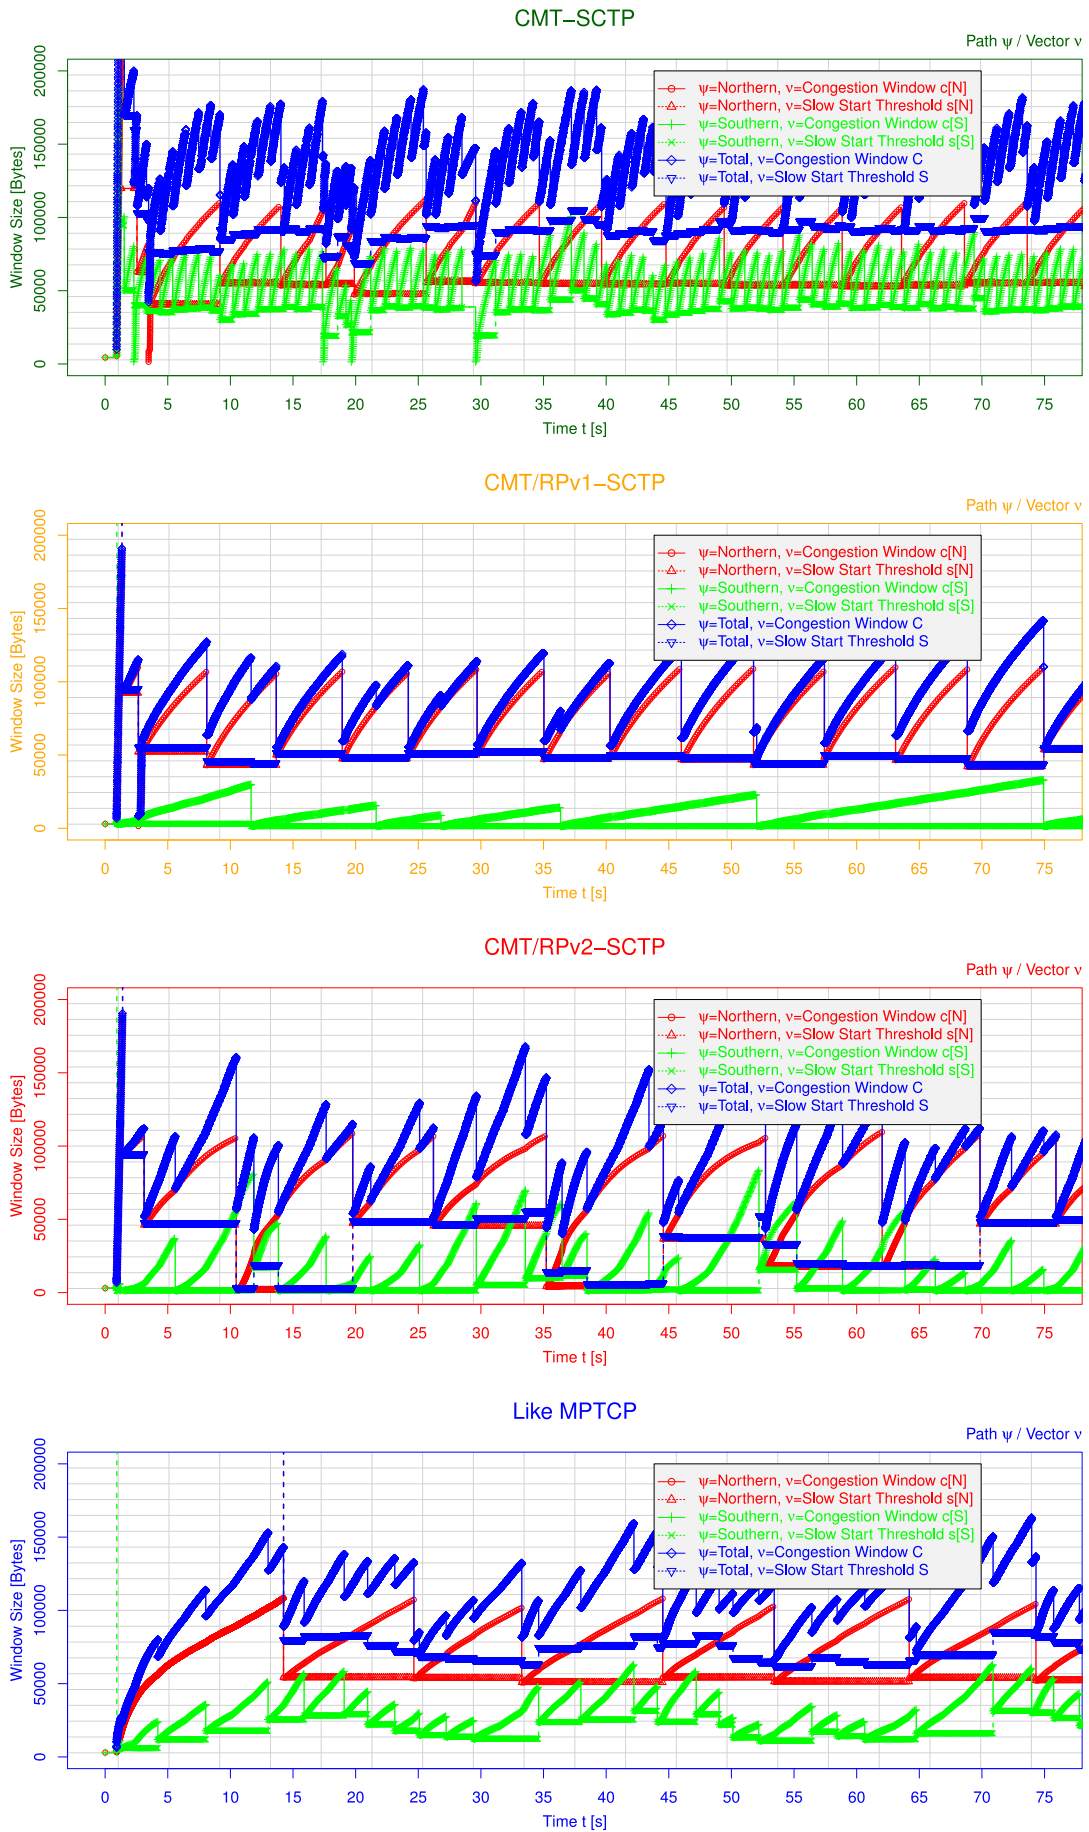 CMT−SCTP
Path ψ / Vector ν
Window Size [Bytes]
200000
150000
100000
50000
0
ψ=Northern, ν=Congestion Window c[N]
ψ=Northern, ν=Slow Start Threshold s[N]
ψ=Southern, ν=Congestion Window c[S]
ψ=Southern, ν=Slow Start Threshold s[S]
ψ=Total, ν=Congestion Window C
ψ=Total, ν=Slow Start Threshold S
0 5 10 15 20 25 30 35 40 45 50 55 60 65 70 75
Time t [s]
CMT/RPv1−SCTP
Path ψ / Vector ν
Window Size [Bytes]
200000
150000
100000
50000
0
ψ=Northern, ν=Congestion Window c[N]
ψ=Northern, ν=Slow Start Threshold s[N]
ψ=Southern, ν=Congestion Window c[S]
ψ=Southern, ν=Slow Start Threshold s[S]
ψ=Total, ν=Congestion Window C
ψ=Total, ν=Slow Start Threshold S
0 5 10 15 20 25 30 35 40 45 50 55 60 65 70 75
Time t [s]
CMT/RPv2−SCTP
Path ψ / Vector ν
Window Size [Bytes]
200000
150000
100000
50000
0
ψ=Northern, ν=Congestion Window c[N]
ψ=Northern, ν=Slow Start Threshold s[N]
ψ=Southern, ν=Congestion Window c[S]
ψ=Southern, ν=Slow Start Threshold s[S]
ψ=Total, ν=Congestion Window C
ψ=Total, ν=Slow Start Threshold S
0 5 10 15 20 25 30 35 40 45 50 55 60 65 70 75
Time t [s]
Like MPTCP
Path ψ / Vector ν
Window Size [Bytes]
200000
150000
100000
50000
0
ψ=Northern, ν=Congestion Window c[N]
ψ=Northern, ν=Slow Start Threshold s[N]
ψ=Southern, ν=Congestion Window c[S]
ψ=Southern, ν=Slow Start Threshold s[S]
ψ=Total, ν=Congestion Window C
ψ=Total, ν=Slow Start Threshold S
0 5 10 15 20 25 30 35 40 45 50 55 60 65 70 75
Time t [s]